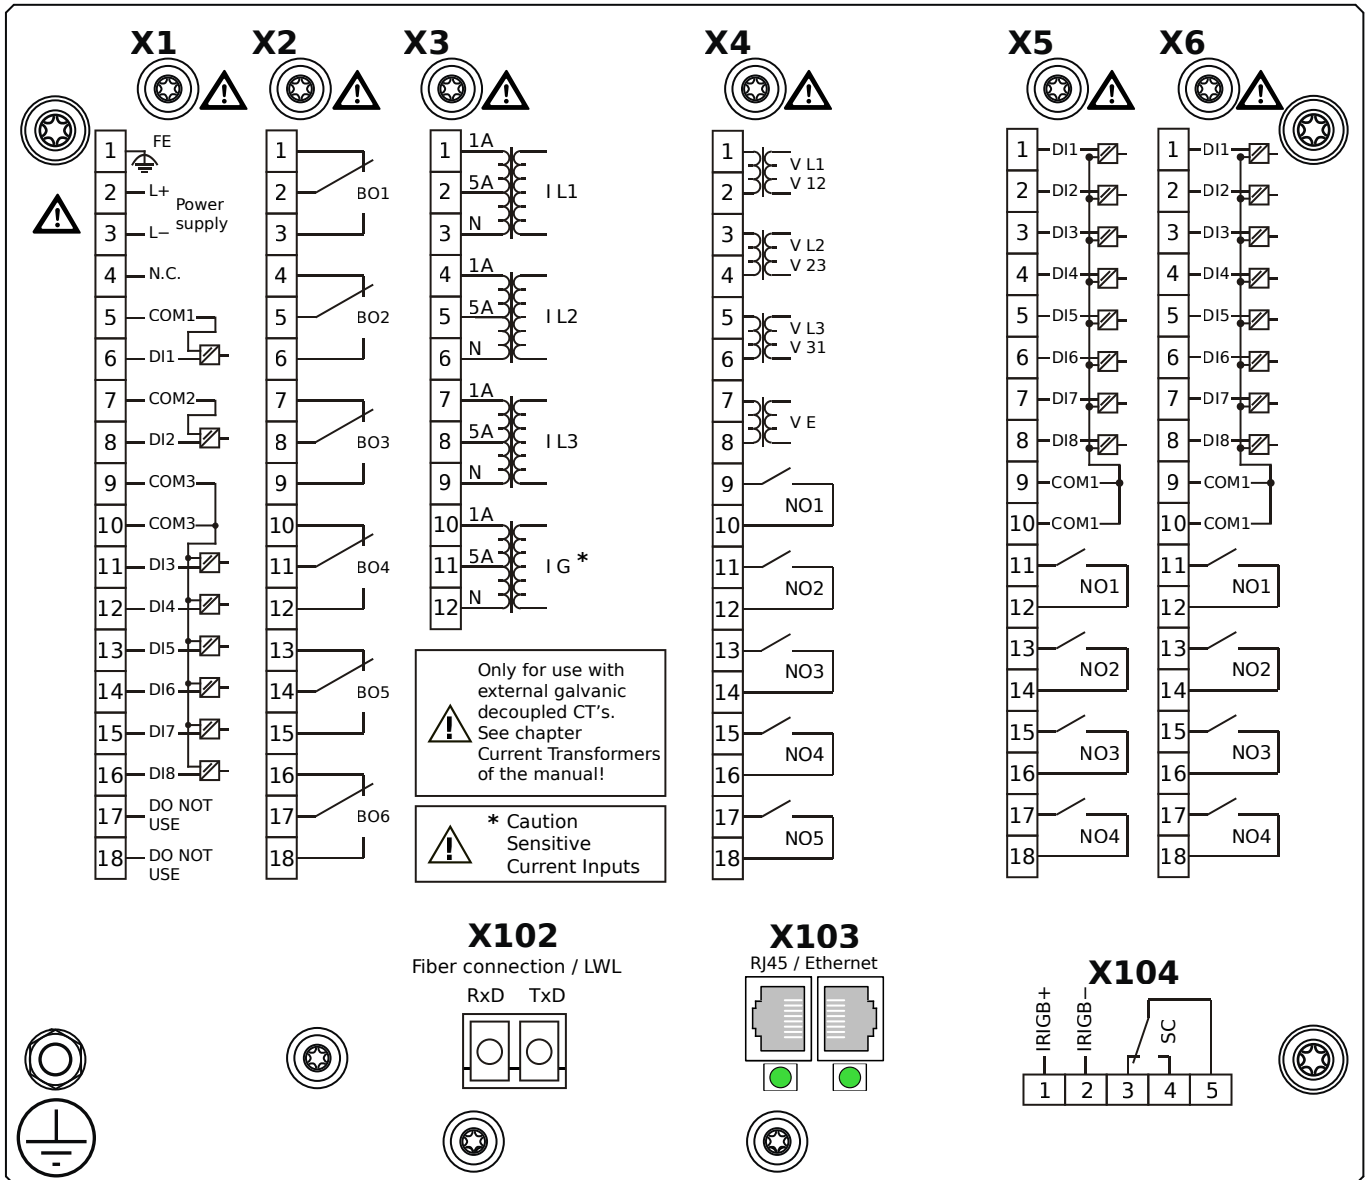 X1 X2 X3 X4 X5 X6
1 FE
2 L+
Power
supply
3 L−
4 N.C.
5 COM1
6 DI1
7 COM2
8 DI2
9 COM3
10 COM3
11 DI3
12 DI4
13 DI5
14 DI6
15 DI7
16 DI8
17 DO NOT
USE
18 DO NOT
USE
1
2 BO1
3
4
5 BO2
6
7
8 BO3
9
10
11 BO4
12
13
14 BO5
15
16
17 BO6
18
1 1A
2 5A I L1
3 N
4 1A
5 5A I L2
6 N
7 1A
8 5A I L3
9 N
10 1A
11 5A I G *
12 N
Only for use with
external galvanic
decoupled CT's.
See chapter
Current Transformers
of the manual!
* Caution
Sensitive
Current Inputs
1 V L1
2 V 12
3 V L2
4 V 23
5 V L3
6 V 31
7
V E
8
9
NO1
10
11
NO2
12
13
NO3
14
15
NO4
16
17
NO5
18
1 DI1
2 DI2
3 DI3
4 DI4
5 DI5
6 DI6
7 DI7
8 DI8
9 COM1
10 COM1
11
NO1
12
13
NO2
14
15
NO3
16
17
NO4
18
1 DI1
2 DI2
3 DI3
4 DI4
5 DI5
6 DI6
7 DI7
8 DI8
9 COM1
10 COM1
11
NO1
12
13
NO2
14
15
NO3
16
17
NO4
18
X102
Fiber connection / LWL
RxD TxD
X103
RJ45 / Ethernet
X104
IRIGB+ IRIGB− SC
1 2 3 4 5